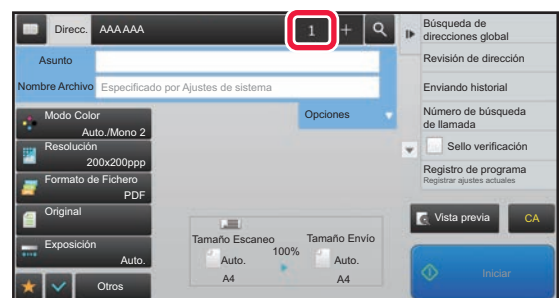 Direcc. AAA AAA 1 +
Asunto
Nombre Archivo Especificado por Ajustes de sistema
Opciones
Modo Color
Auto./Mono 2
Resolución
200x200ppp
Formato de Fichero
PDF
Original
Exposición
Auto.
Otros
Tamaño Escaneo
100%
Tamaño Envío
Auto.
Auto.
A4
A4
Búsqueda de
direcciones global
Revisión de dirección
Enviando historial
Número de búsqueda
de llamada
Sello verificación
Registro de programa
Registrar ajustes actuales
Vista previa
CA
Iniciar